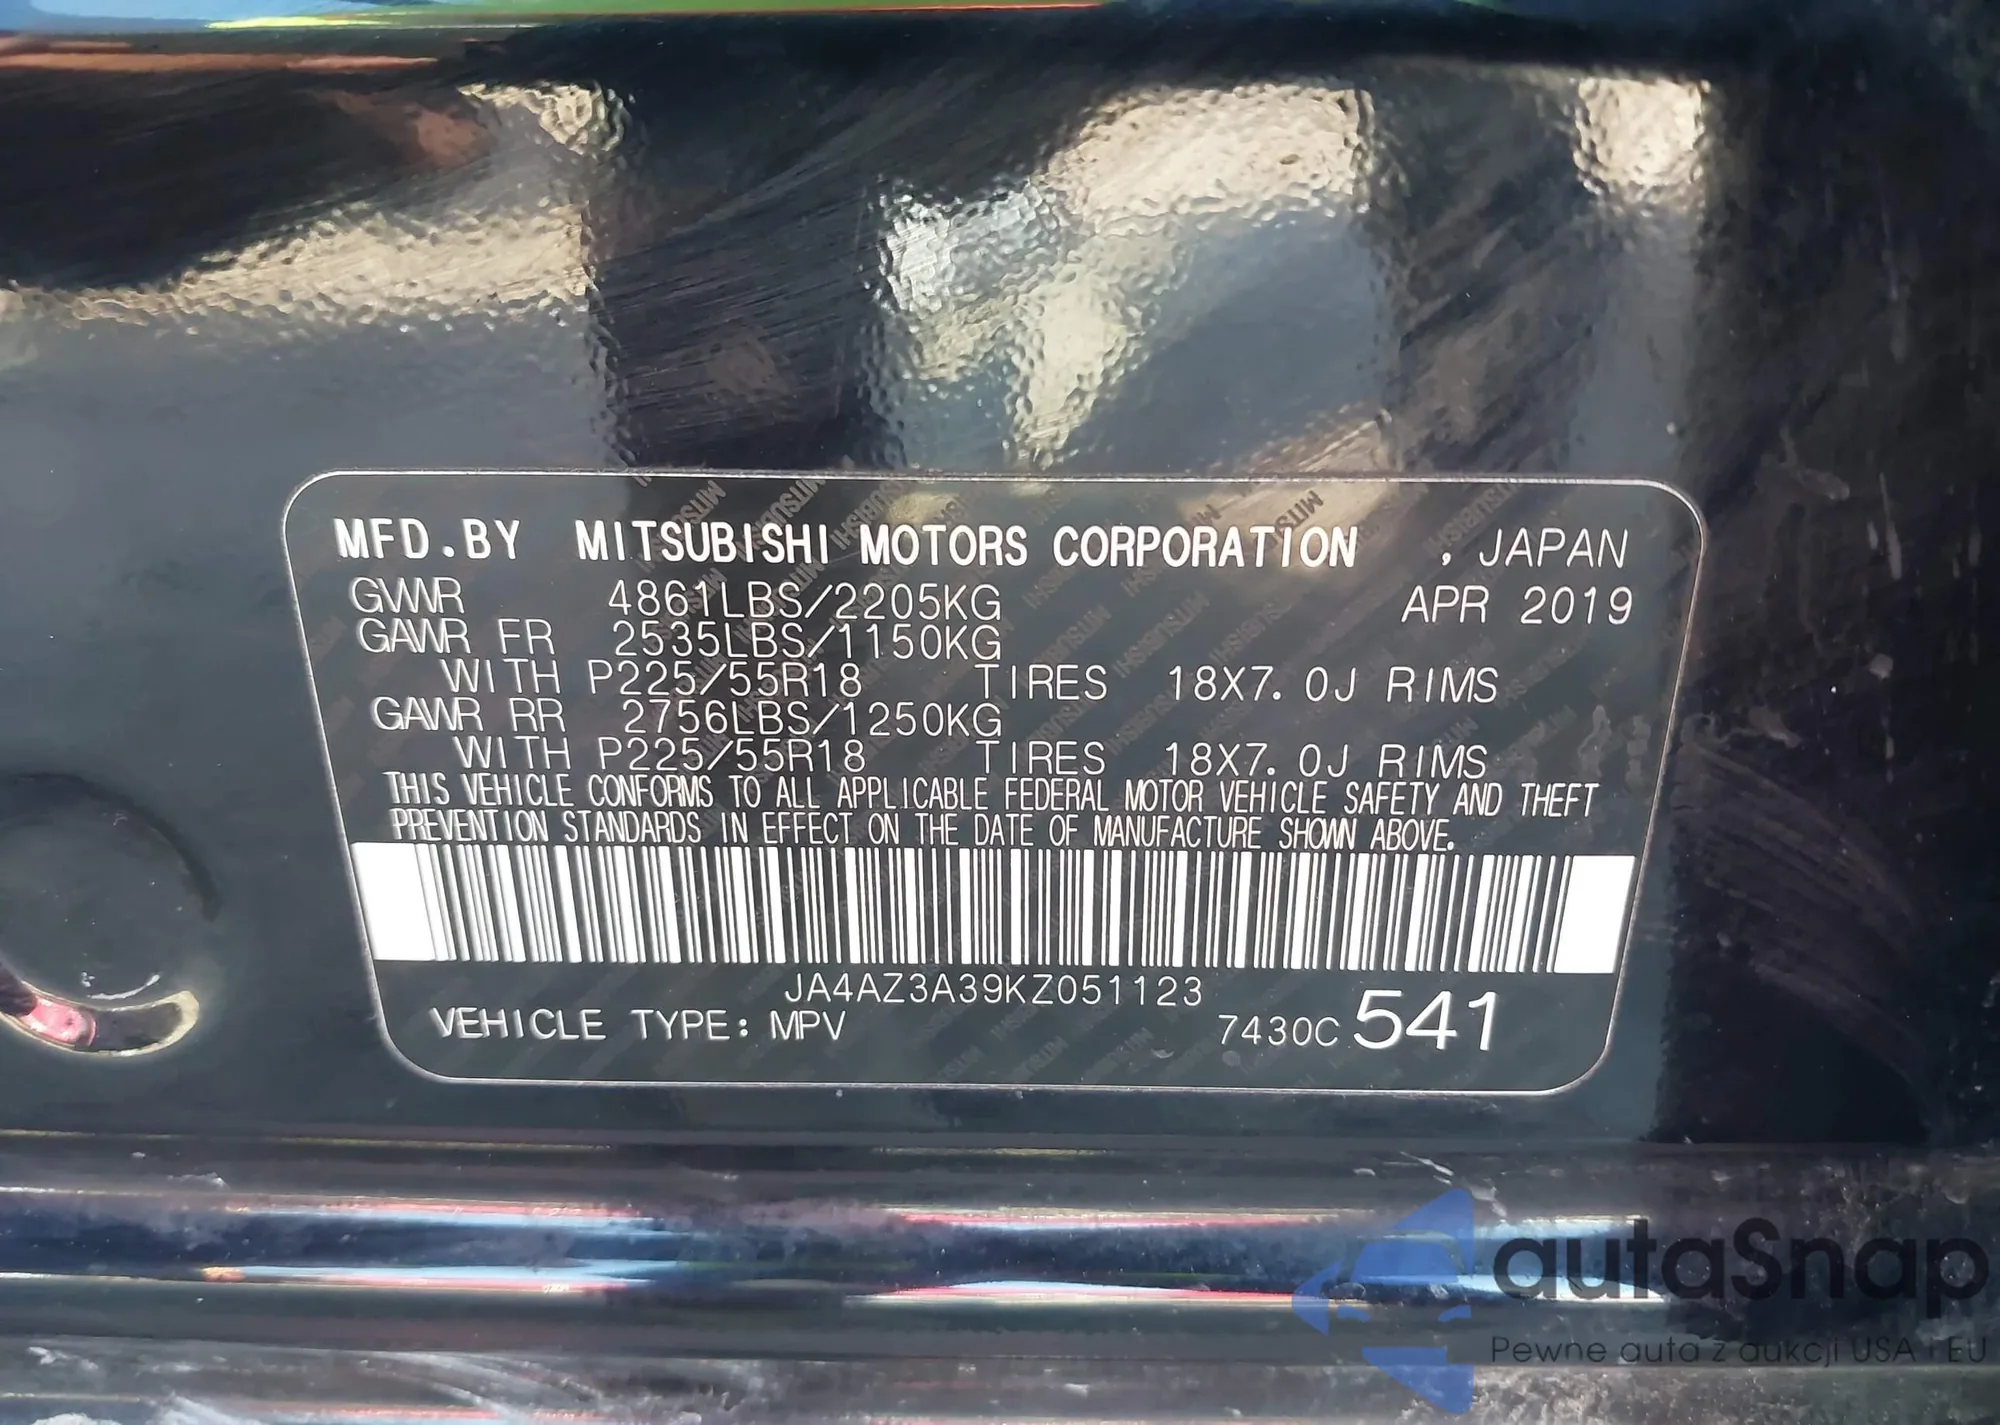 MFD.BY MITSUBISHI MOTORS CORPORATION , JAPAN
GVWR 4861LBS/2205KG APR 2019
GAWR FR 2535LBS/1150KG
WITH P225/55R18 TIRES 18X7.0J RIMS
GAWR RR 2756LBS/1250KG
WITH P225/55R18 TIRES 18X7.0J RIMS
THIS VEHICLE CONFORMS TO ALL APPLICABLE FEDERAL MOTOR VEHICLE SAFETY AND THEFT
PREVENTION STANDARDS IN EFFECT ON THE DATE OF MANUFACTURE SHOWN ABOVE.
JA4AZ3A39KZ051123
VEHICLE TYPE: MPV 7430C 541
autaSnap
Pewne auta z aukcji USA i EU